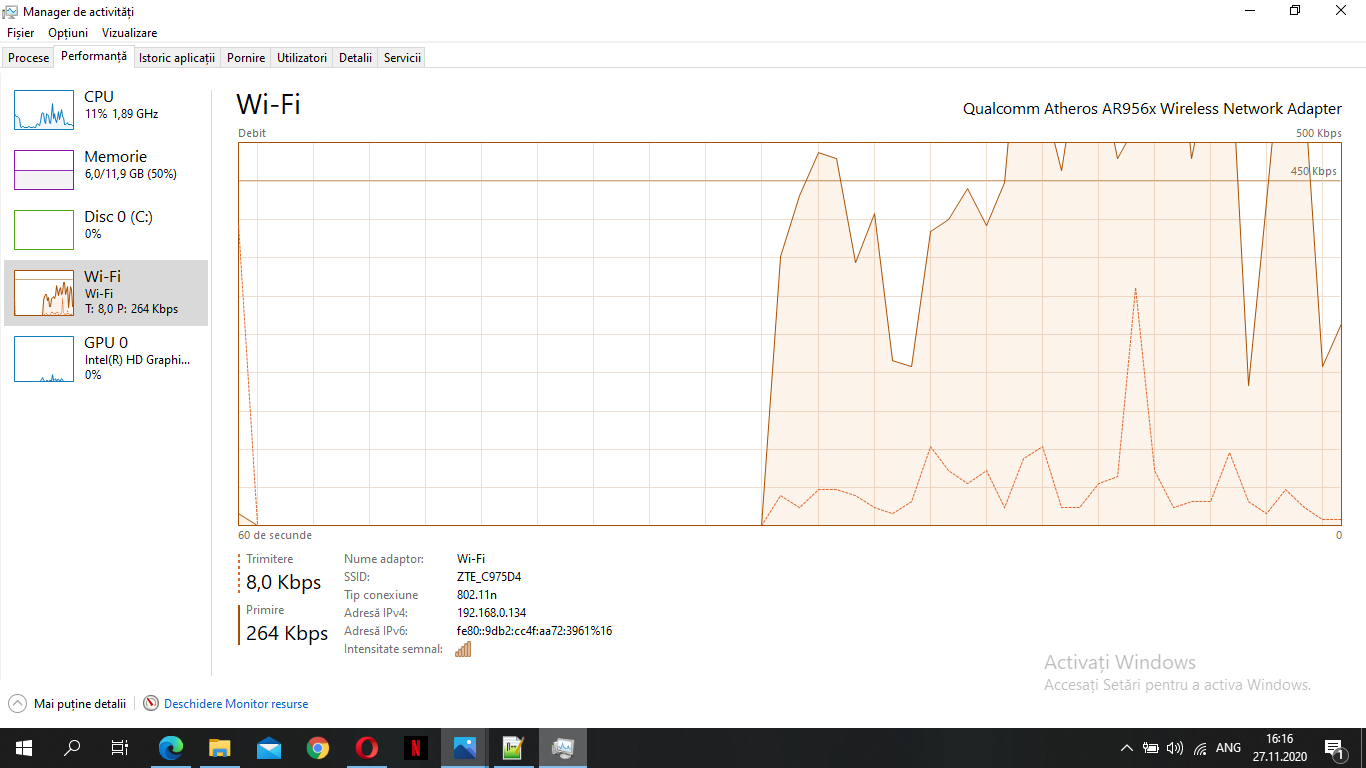 Manager de activități
Fișier Opțiuni Vizualizare
Procese Performanță Istoric aplicații Pornire Utilizatori Detalii Servicii
CPU
11% 1,89 GHz
Memorie
6,0/11,9 GB (50%)
Disc 0 (C:)
0%
Wi-Fi
Wi-Fi
T: 8,0 P: 264 Kbps
GPU 0
Intel(R) HD Graphi...
0%
Wi-Fi
Qualcomm Atheros AR956x Wireless Network Adapter
Debit
500 Kbps
450 Kbps
60 de secunde
0
Trimitere
8,0 Kbps
Primire
264 Kbps
Nume adaptor: Wi-Fi
SSID: ZTE_C975D4
Tip conexiune 802.11n
Adresă IPv4: 192.168.0.134
Adresă IPv6: fe80::9db2:cc4f:aa72:3961%16
Intensitate semnal:
Activați Windows
Accesați Setări pentru a activa Windows.
Mai puține detalii
Deschidere Monitor resurse
N
ANG
16:16
27.11.2020
1